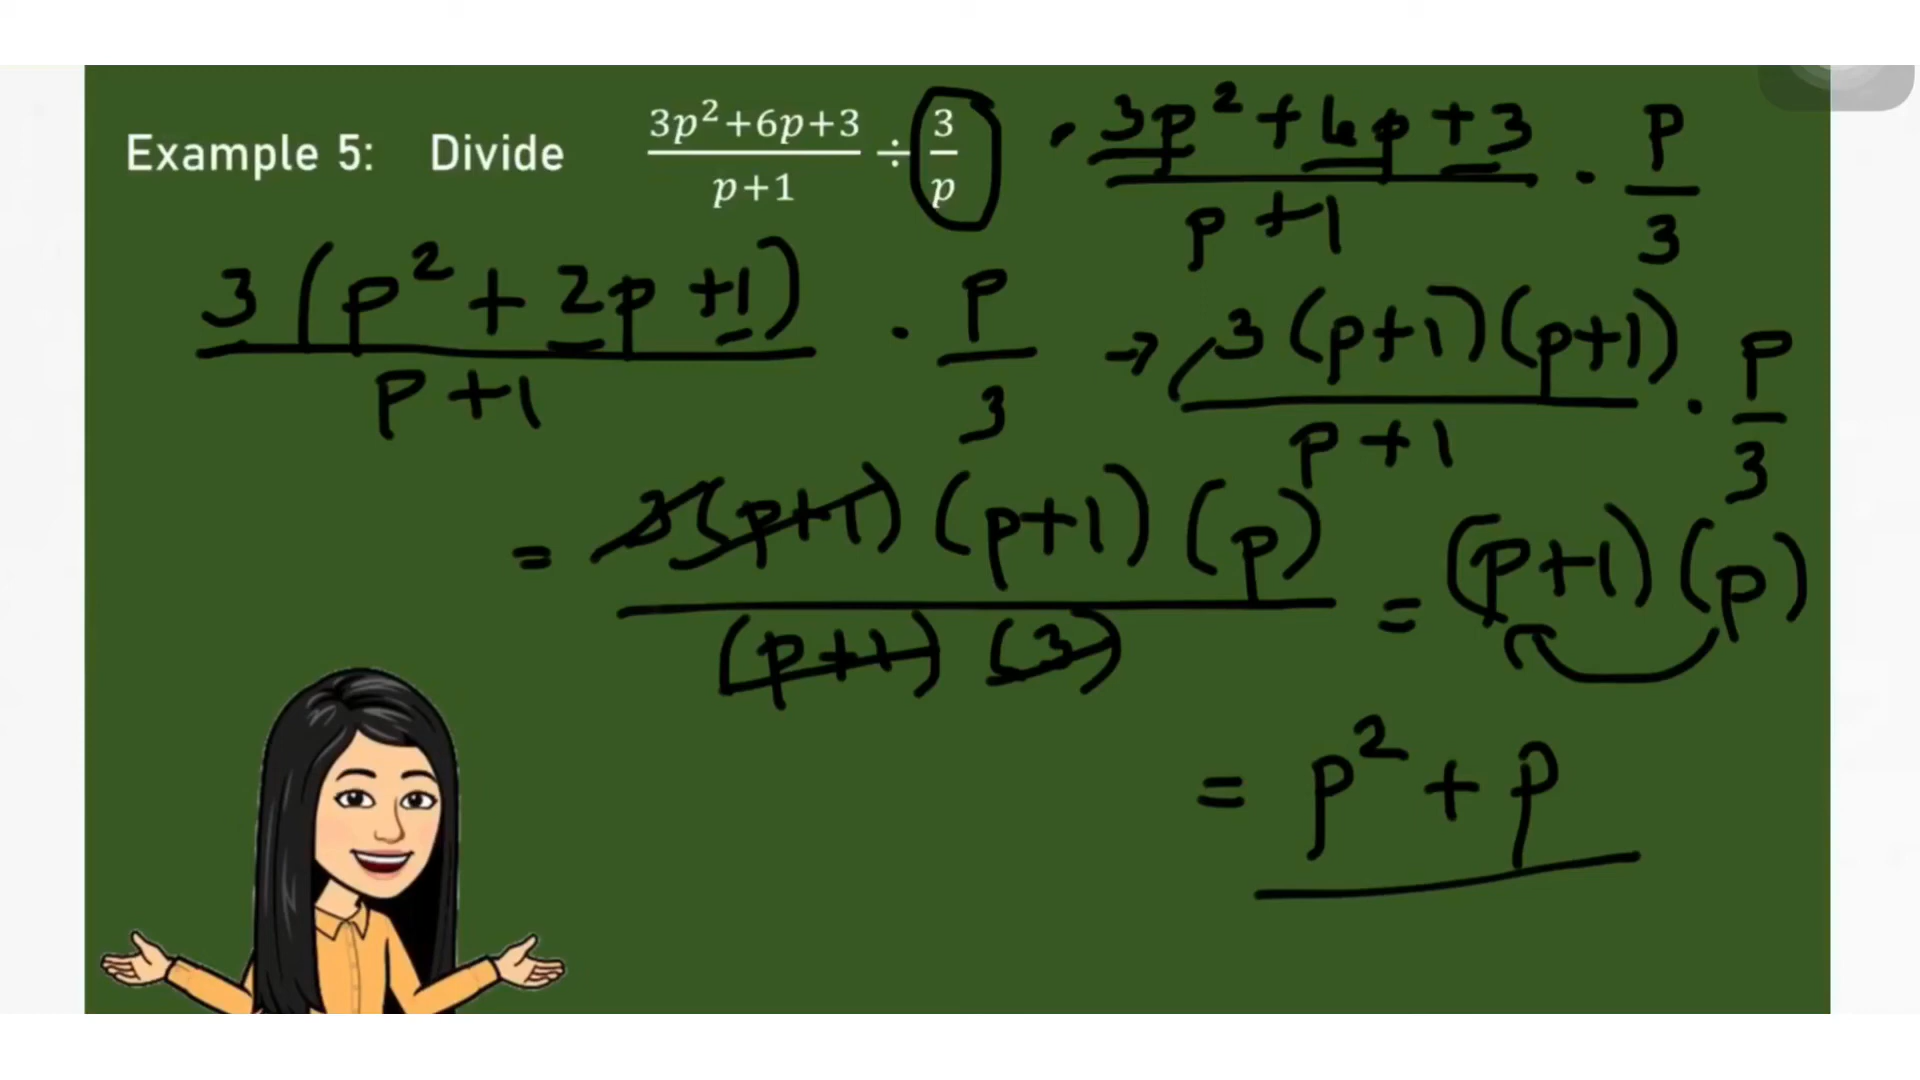 Example 5: Divide (3p²+6p+3)/(p+1) ÷ 3/p
· (3p² + 6p + 3)/(p + 1) · p/3
3(p² + 2p + 1)/(p + 1) · p/3 → 3(p+1)(p+1)/(p + 1) · p/3
= 3(p+1)(p+1)(p)/((p+1)(3)) = (p+1)(p)
= p² + p